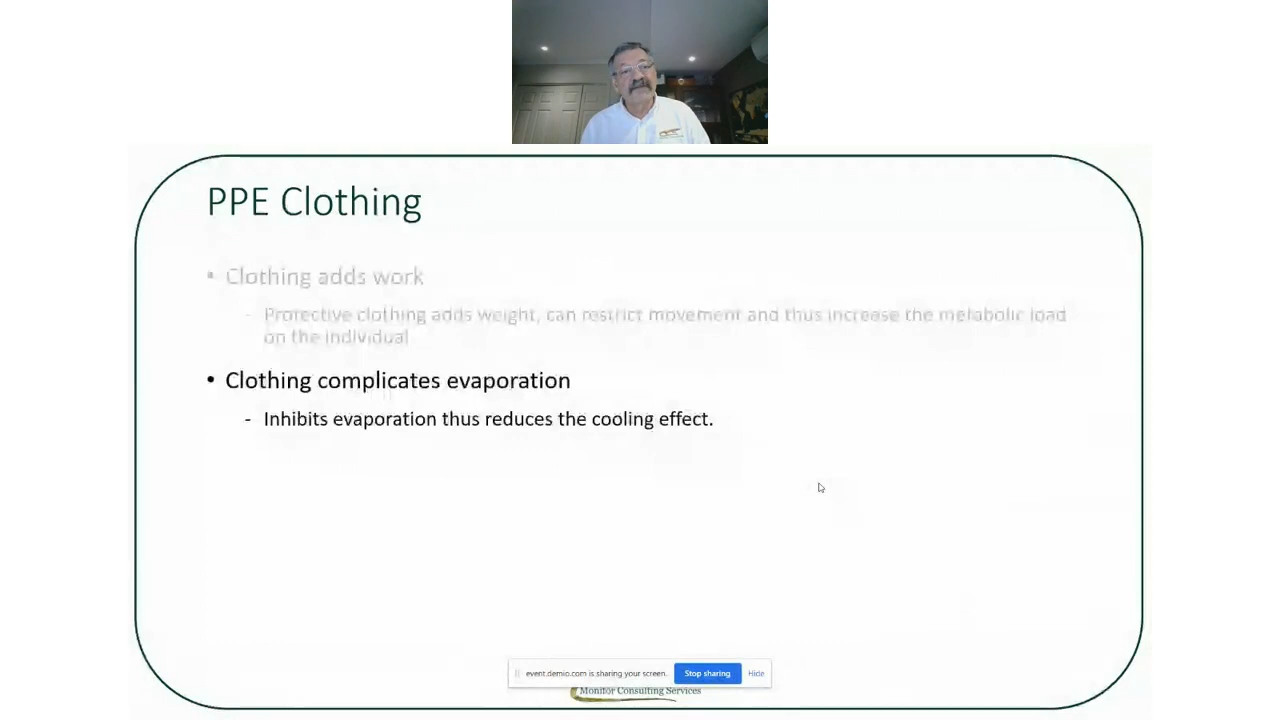 PPE Clothing
• Clothing adds work
- Protective clothing adds weight, can restrict movement and thus increase the metabolic load
on the individual
• Clothing complicates evaporation
- Inhibits evaporation thus reduces the cooling effect.
event.demio.com is sharing your screen.
Stop sharing
Hide
Monitor Consulting Services